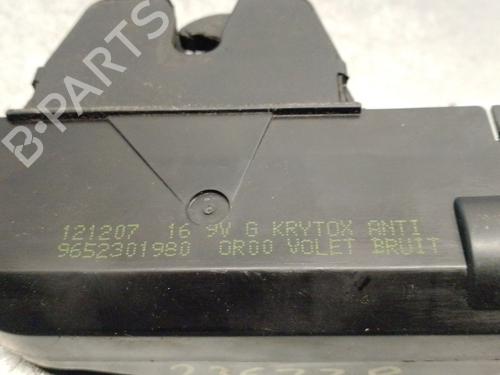 B-PARTS
121207 16 9V G KRYTOX ANTI
9652301980 OR00 VOLET BRUIT